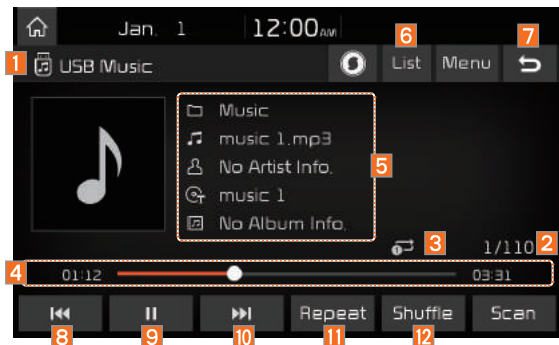 Jan. 1 12:00 AM
6 7
1 USB Music List Menu
Music
music 1.mp3
No Artist Info. 5
music 1
No Album Info.
3 1/110 2
4 01:12 03:31
Repeat Shuffle Scan
8 9 10 11 12